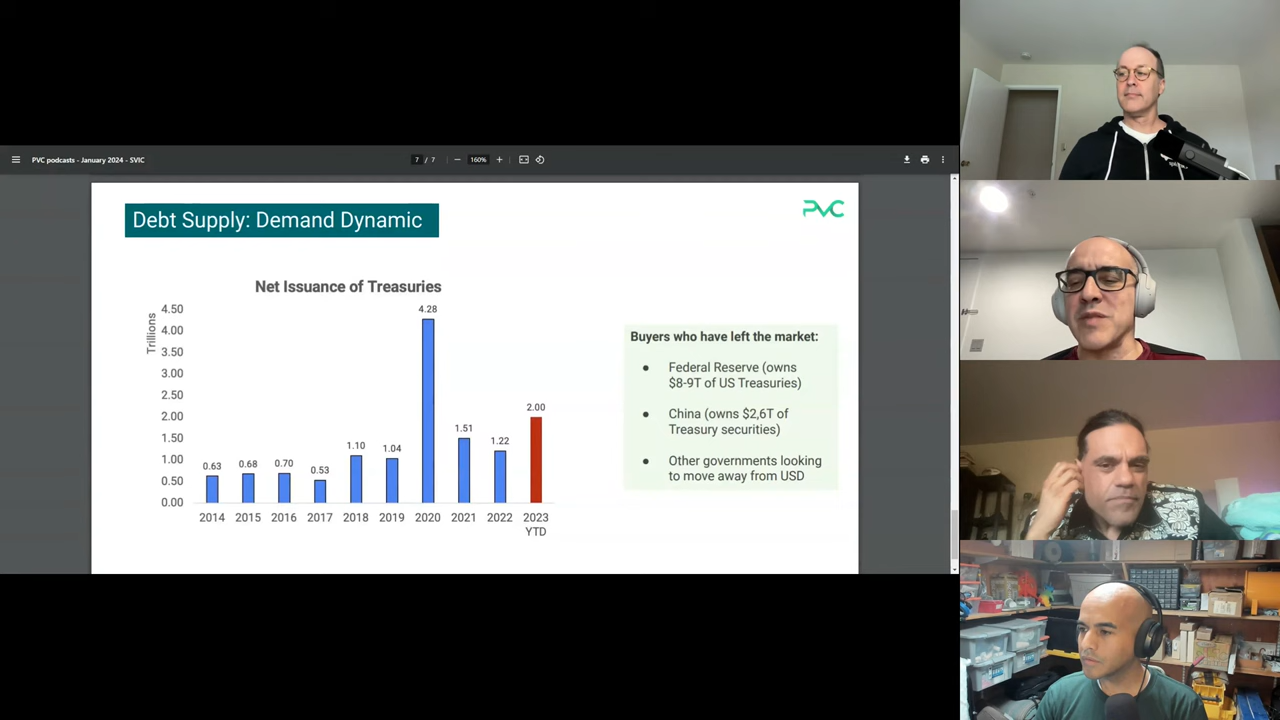 PVC podcasts - January 2024 - SVIC
7 / 7
160%
Debt Supply: Demand Dynamic
PVC
Net Issuance of Treasuries
Trillions
4.50
4.00
3.50
3.00
2.50
2.00
1.50
1.00
0.50
0.00
0.63
0.68
0.70
0.53
1.10
1.04
4.28
1.51
1.22
2.00
2014 2015 2016 2017 2018 2019 2020 2021 2022 2023
YTD
Buyers who have left the market:
● Federal Reserve (owns
$8-9T of US Treasuries)
● China (owns $2,6T of
Treasury securities)
● Other governments looking
to move away from USD